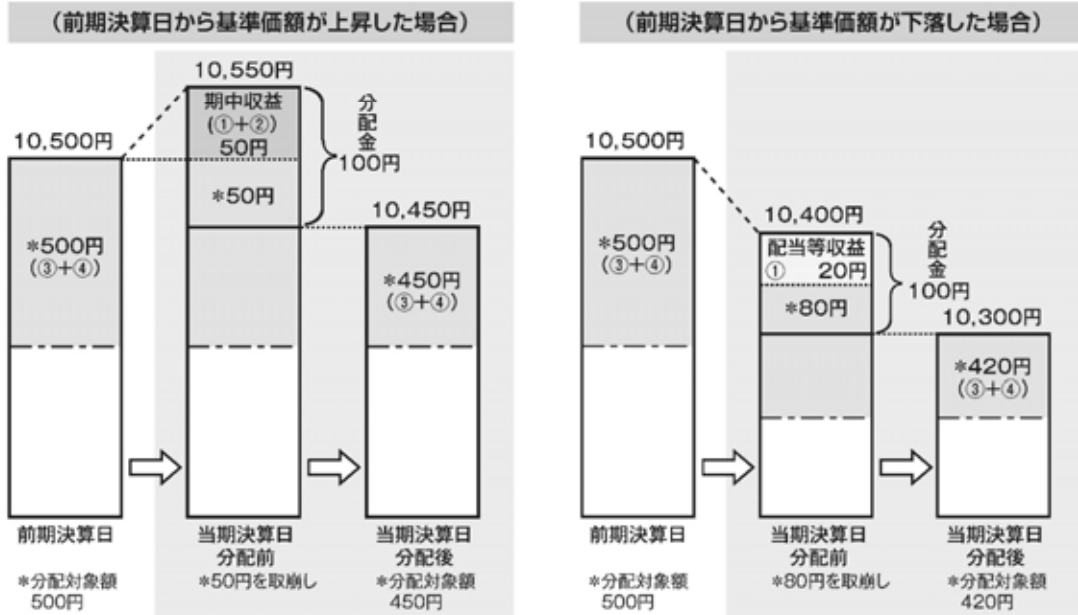 (前期決算日から基準価額が上昇した場合)
10,550円
期中収益
(①+②)
50円
*50円
分配金
100円
10,500円
*500円
(③+④)
10,450円
*450円
(③+④)
前期決算日
当期決算日
分配前
当期決算日
分配後
*分配対象額
500円
*50円を取崩し
*分配対象額
450円
(前期決算日から基準価額が下落した場合)
10,500円
*500円
(③+④)
10,400円
配当等収益
① 20円
*80円
分配金
100円
10,300円
*420円
(③+④)
前期決算日
当期決算日
分配前
当期決算日
分配後
*分配対象額
500円
*80円を取崩し
*分配対象額
420円